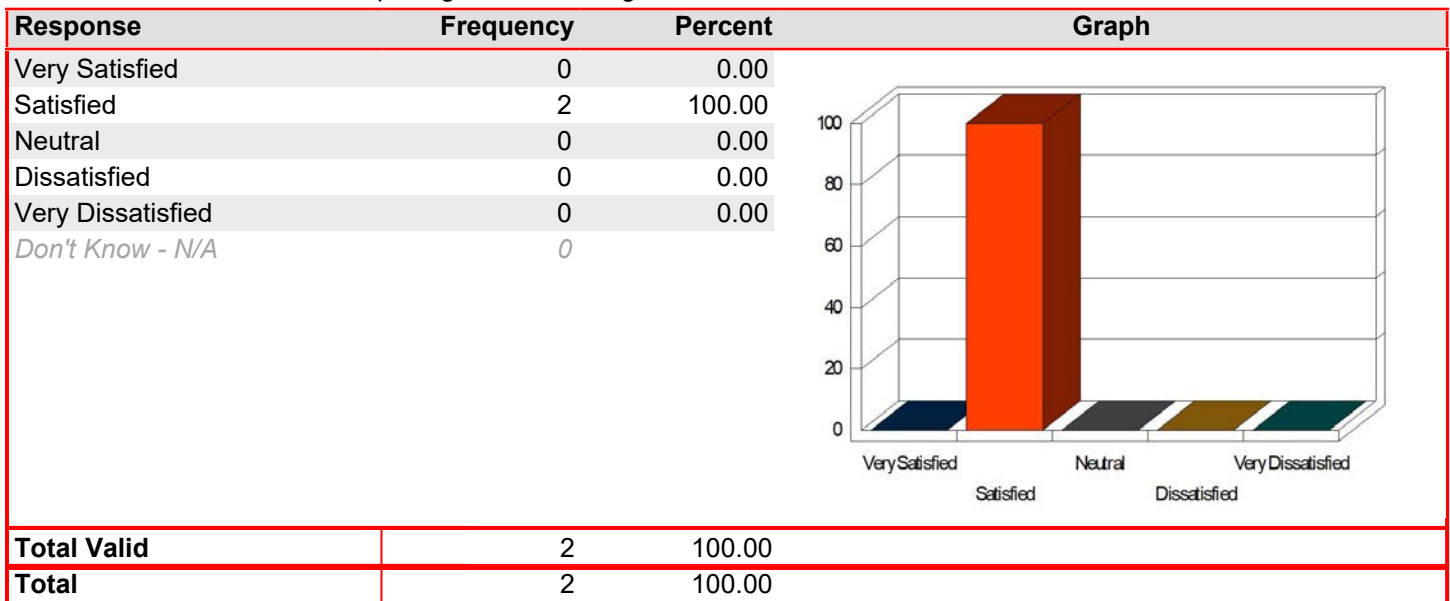 Response Frequency Percent Graph
Very Satisfied 0 0.00
Satisfied 2 100.00
Neutral 0 0.00
Dissatisfied 0 0.00
Very Dissatisfied 0 0.00
Don't Know - N/A 0
100
80
60
40
20
0
Very Satisfied Neutral Very Dissatisfied
Satisfied Dissatisfied
Total Valid 2 100.00
Total 2 100.00